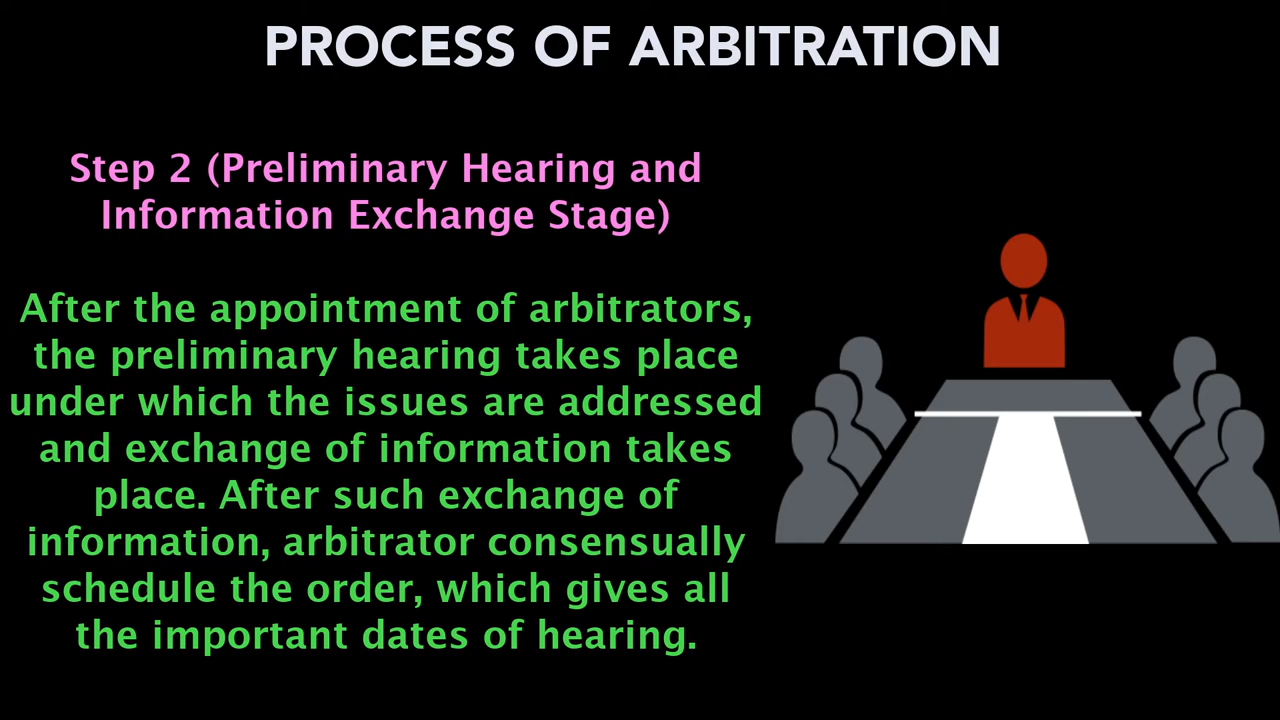 PROCESS OF ARBITRATION
Step 2 (Preliminary Hearing and
Information Exchange Stage)
After the appointment of arbitrators,
the preliminary hearing takes place
under which the issues are addressed
and exchange of information takes
place. After such exchange of
information, arbitrator consensually
schedule the order, which gives all
the important dates of hearing.